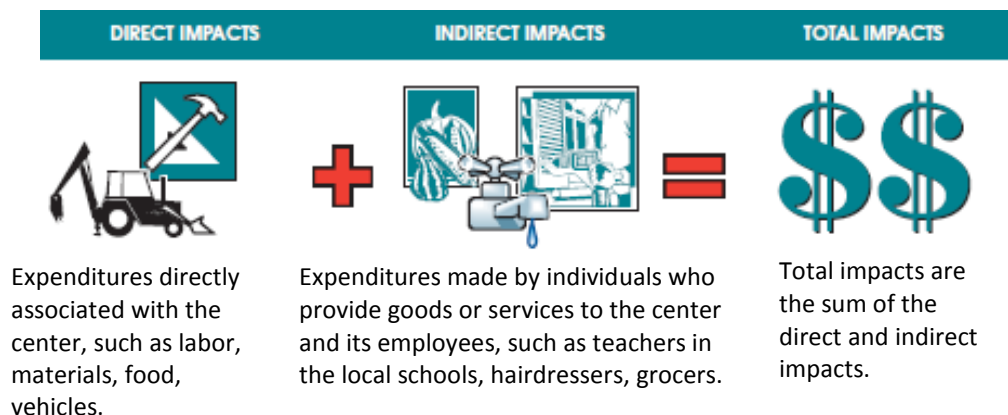 DIRECT IMPACTS
INDIRECT IMPACTS
TOTAL IMPACTS
Expenditures directly
associated with the
center, such as labor,
materials, food,
vehicles.
Expenditures made by individuals who
provide goods or services to the center
and its employees, such as teachers in
the local schools, hairdressers, grocers.
Total impacts are
the sum of the
direct and indirect
impacts.